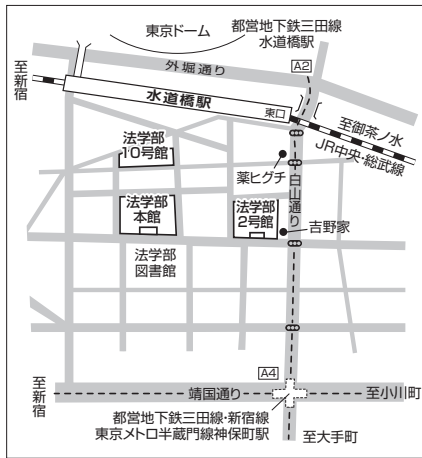 東京ドーム
都営地下鉄三田線
水道橋駅
外堀通り
A2
至新宿
水道橋駅
東口
至御茶ノ水
JR中央・総武線
法学部
10号館
薬ヒグチ
白山通り
法学部
本館
法学部
2号館
吉野家
法学部
図書館
A4
至新宿
靖国通り
至小川町
都営地下鉄三田線・新宿線
東京メトロ半蔵門線神保町駅
至大手町